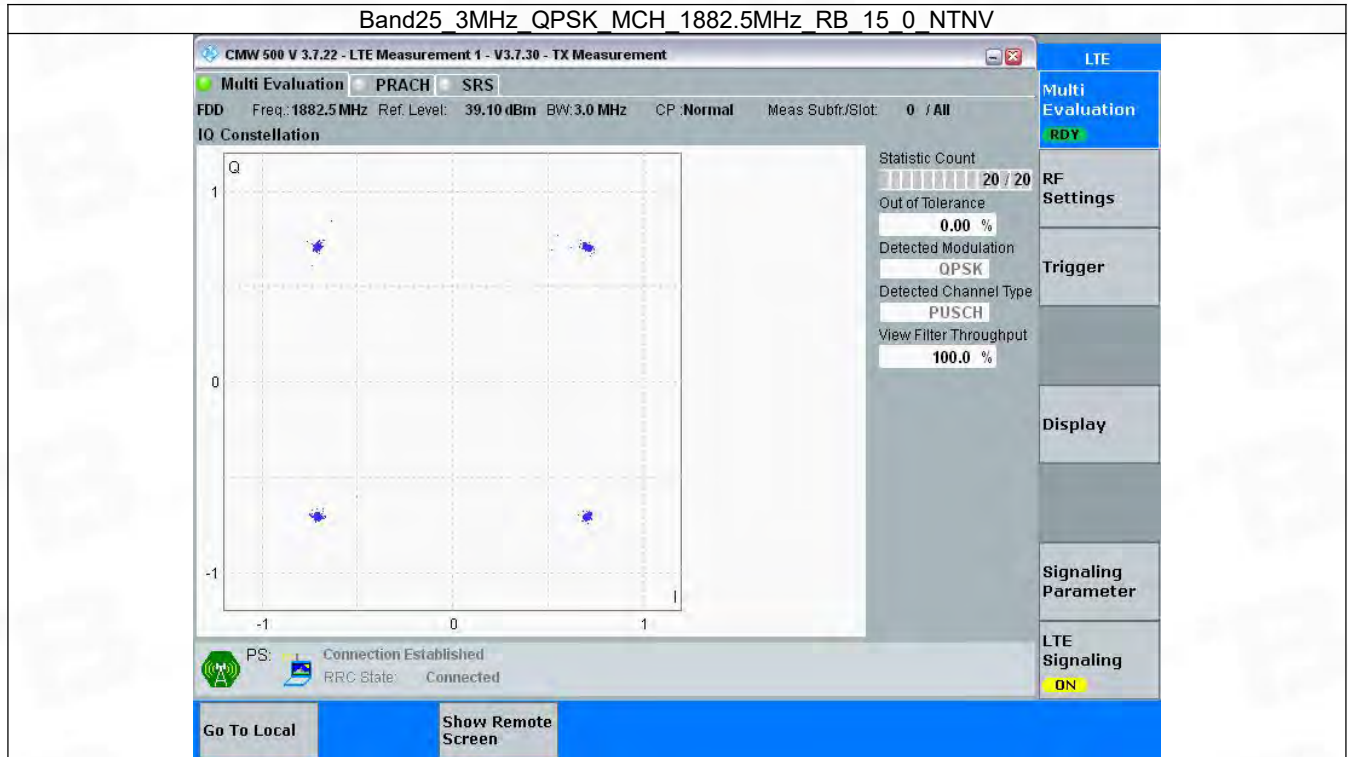 Band25_3MHz_QPSK_MCH_1882.5MHz_RB_15_0_NTNV
CMW 500 V 3.7.22 - LTE Measurement 1 - V3.7.30 - TX Measurement
LTE
Multi Evaluation PRACH SRS
Multi
Evaluation
RDY
FDD Freq.: 1882.5 MHz Ref. Level: 39.10 dBm BW: 3.0 MHz CP : Normal Meas Subfr./Slot: 0 / All
IQ Constellation
Q
1
0
-1
-1 0 1
I
Statistic Count
20 / 20
Out of Tolerance
0.00 %
Detected Modulation
QPSK
Detected Channel Type
PUSCH
View Filter Throughput
100.0 %
RF
Settings
Trigger
Display
Signaling
Parameter
LTE
Signaling
ON
PS: Connection Established
RRC State: Connected
Go To Local
Show Remote
Screen